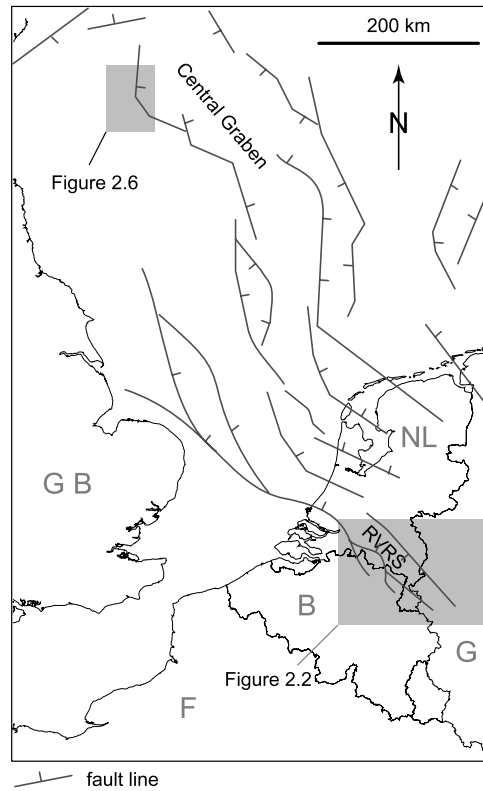 200 km
Central Graben
N
Figure 2.6
NL
G B
RVRS
B
G
Figure 2.2
F
fault line